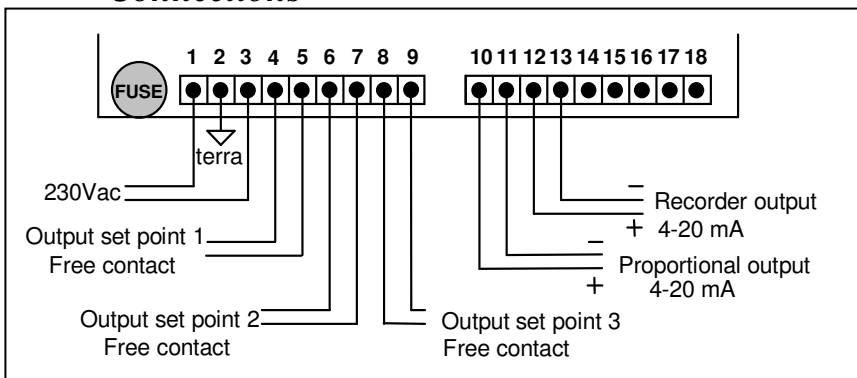 Connections
1 2 3 4 5 6 7 8 9 10 11 12 13 14 15 16 17 18
FUSE
terra
230Vac
Output set point 1
Free contact
Output set point 2
Free contact
Output set point 3
Free contact
−
Recorder output
+ 4-20 mA
−
Proportional output
+ 4-20 mA